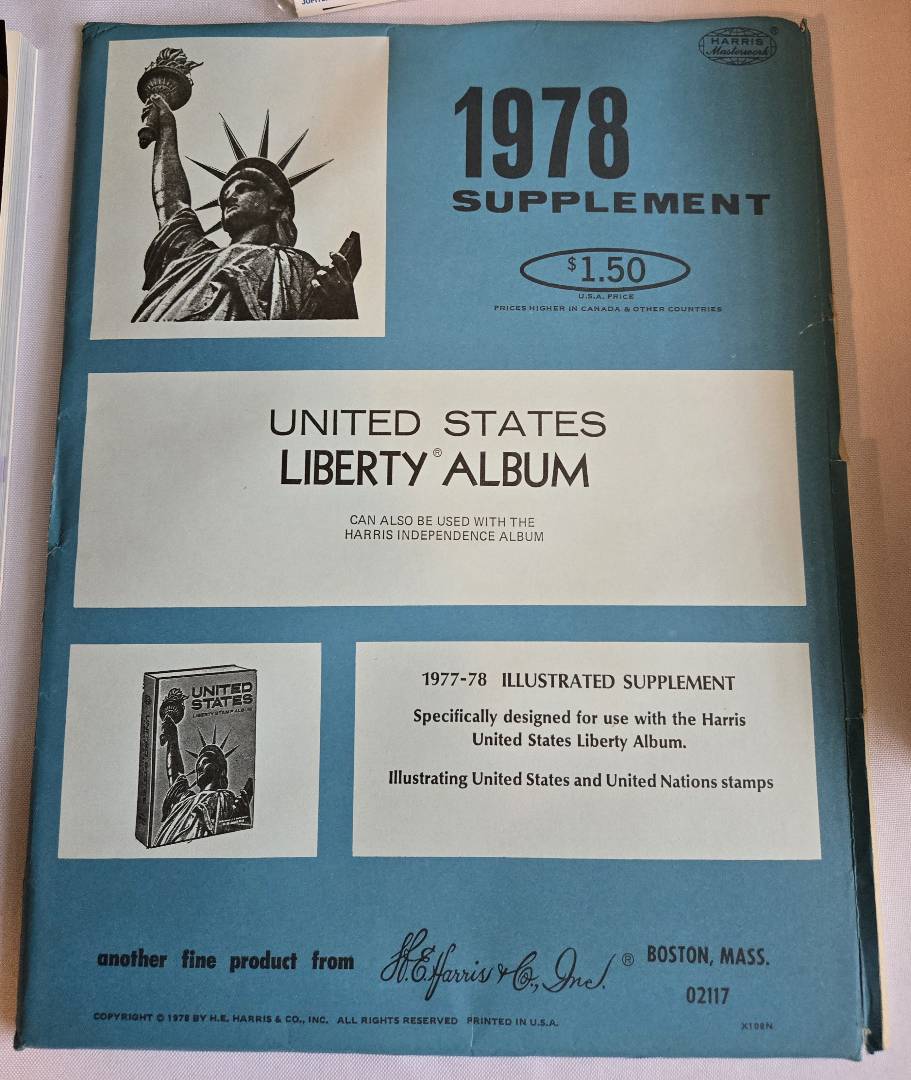 HARRIS ®
Masterwork
1978
SUPPLEMENT
$1.50
U.S.A. PRICE
PRICES HIGHER IN CANADA & OTHER COUNTRIES
UNITED STATES
LIBERTY® ALBUM
CAN ALSO BE USED WITH THE
HARRIS INDEPENDENCE ALBUM
UNITED
STATES
LIBERTY STAMP ALBUM
1977-78 ILLUSTRATED SUPPLEMENT
Specifically designed for use with the Harris
United States Liberty Album.
Illustrating United States and United Nations stamps
another fine product from H.E. Harris & Co., Inc. ® BOSTON, MASS.
02117
COPYRIGHT © 1978 BY H.E. HARRIS & CO., INC. ALL RIGHTS RESERVED PRINTED IN U.S.A.
X108N